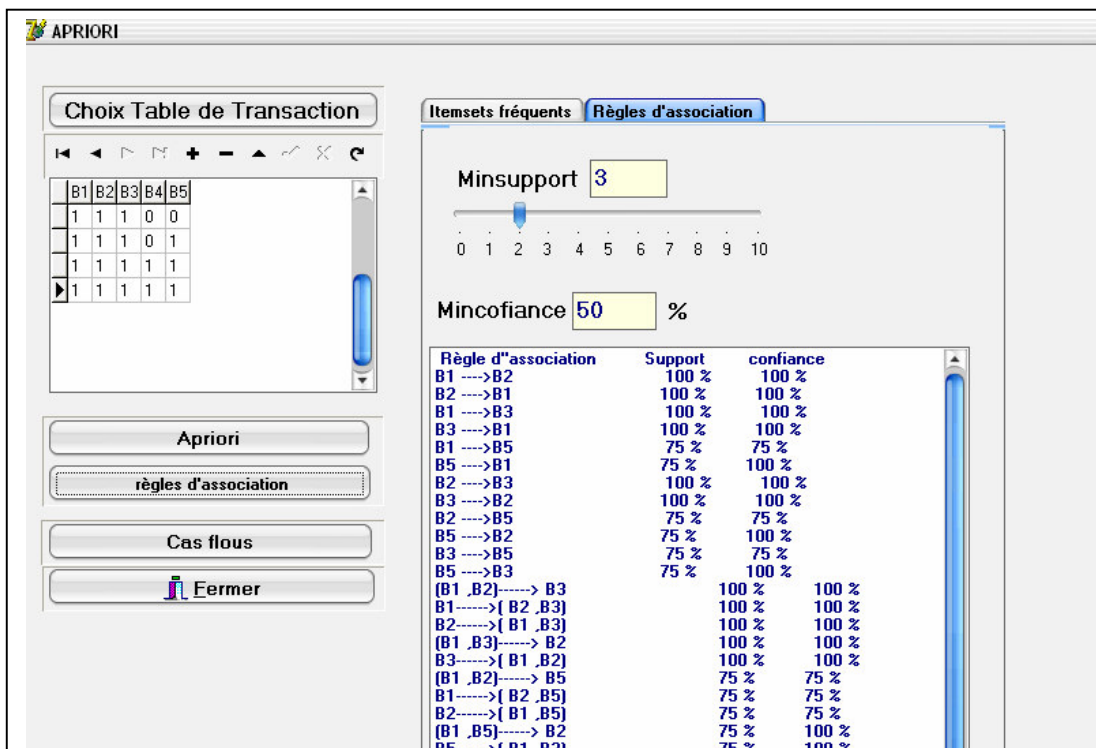 APRIORI
Choix Table de Transaction
B1 B2 B3 B4 B5
1 1 1 0 0
1 1 1 0 1
1 1 1 1 1
1 1 1 1 1
Apriori
règles d'association
Cas flous
Fermer
Itemsets fréquents Règles d'association
Minsupport 3
0 1 2 3 4 5 6 7 8 9 10
Mincofiance 50 %
Règle d''association Support confiance
B1 ---->B2 100 % 100 %
B2 ---->B1 100 % 100 %
B1 ---->B3 100 % 100 %
B3 ---->B1 100 % 100 %
B1 ---->B5 75 % 75 %
B5 ---->B1 75 % 100 %
B2 ---->B3 100 % 100 %
B3 ---->B2 100 % 100 %
B2 ---->B5 75 % 75 %
B5 ---->B2 75 % 100 %
B3 ---->B5 75 % 75 %
B5 ---->B3 75 % 100 %
(B1 ,B2)------> B3 100 % 100 %
B1------>( B2 ,B3) 100 % 100 %
B2------>( B1 ,B3) 100 % 100 %
(B1 ,B3)------> B2 100 % 100 %
B3------>( B1 ,B2) 100 % 100 %
(B1 ,B2)------> B5 75 % 75 %
B1------>( B2 ,B5) 75 % 75 %
B2------>( B1 ,B5) 75 % 75 %
(B1 ,B5)------> B2 75 % 100 %
B5------>( B1 ,B2) 75 % 100 %